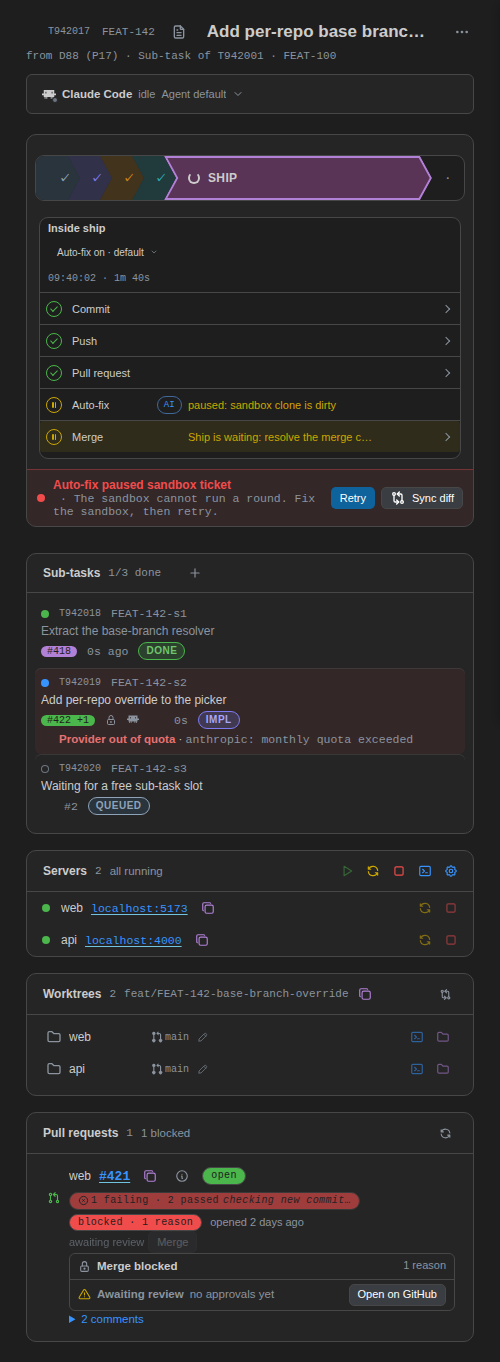 T942017 FEAT-142 Add per-repo base branc…
from D88 (P17) · Sub-task of T942001 · FEAT-100
Claude Code idle Agent default
SHIP
Inside ship
Auto-fix on · default
09:40:02 · 1m 40s
Commit
Push
Pull request
Auto-fix AI paused: sandbox clone is dirty
Merge Ship is waiting: resolve the merge c…
Auto-fix paused sandbox ticket
· The sandbox cannot run a round. Fix
the sandbox, then retry.
Retry Sync diff
Sub-tasks 1/3 done
T942018 FEAT-142-s1
Extract the base-branch resolver
#418 0s ago DONE
T942019 FEAT-142-s2
Add per-repo override to the picker
#422 +1 0s IMPL
Provider out of quota · anthropic: monthly quota exceeded
T942020 FEAT-142-s3
Waiting for a free sub-task slot
#2 QUEUED
Servers 2 all running
web localhost:5173
api localhost:4000
Worktrees 2 feat/FEAT-142-base-branch-override
web main
api main
Pull requests 1 1 blocked
web #421 open
1 failing · 2 passed checking new commit…
blocked · 1 reason opened 2 days ago
awaiting review Merge
Merge blocked 1 reason
Awaiting review no approvals yet Open on GitHub
2 comments